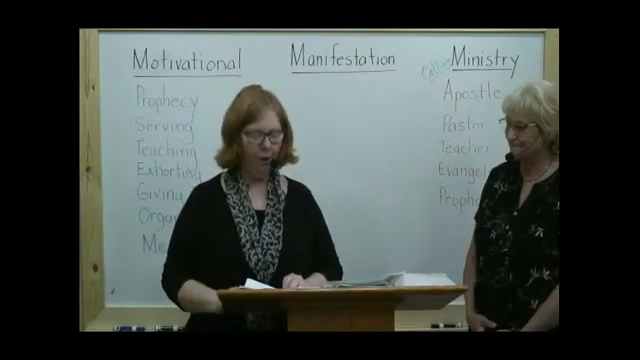 Motivational
Prophecy
Serving
Teaching
Exhorting
Giving
Manifestation
Ministry
Apostle
Pastor
Teacher